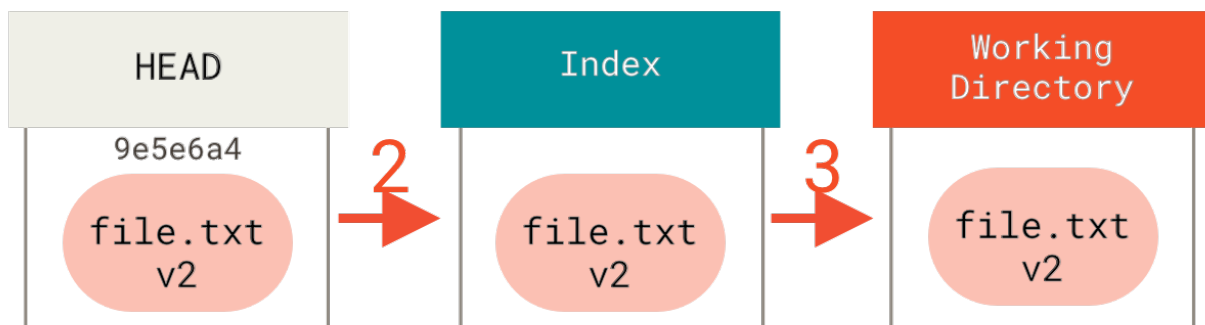 HEAD
Index
Working
Directory
9e5e6a4
2
3
file.txt
v2
file.txt
v2
file.txt
v2